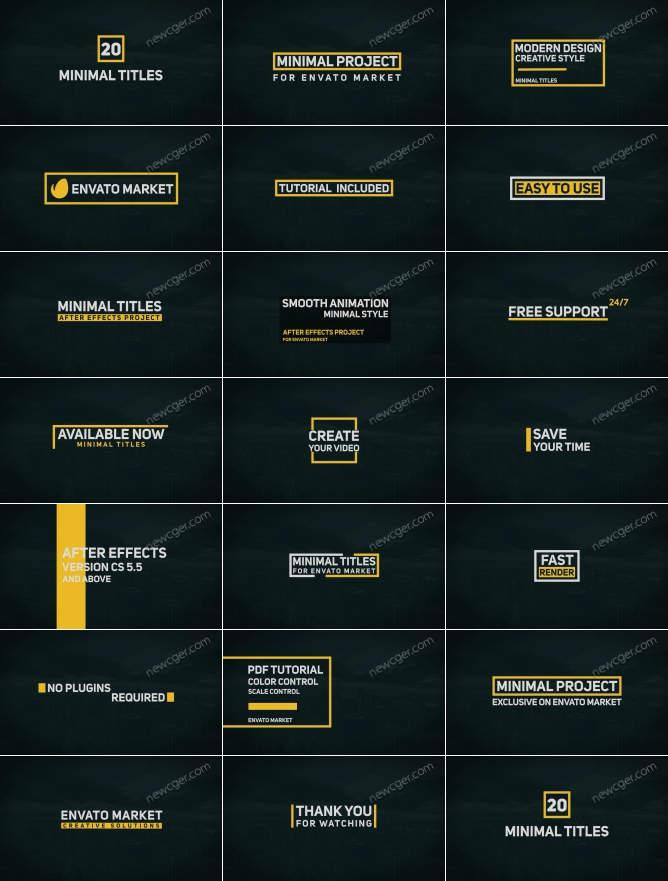 20
MINIMAL TITLES
newcger.com
MINIMAL PROJECT
FOR ENVATO MARKET
newcger.com
MODERN DESIGN
CREATIVE STYLE
MINIMAL TITLES
newcger.com
ENVATO MARKET
newcger.com
TUTORIAL INCLUDED
newcger.com
EASY TO USE
newcger.com
MINIMAL TITLES
AFTER EFFECTS PROJECT
newcger.com
SMOOTH ANIMATION
MINIMAL STYLE
AFTER EFFECTS PROJECT
FOR ENVATO MARKET
newcger.com
FREE SUPPORT 24/7
newcger.com
AVAILABLE NOW
MINIMAL TITLES
newcger.com
CREATE
YOUR VIDEO
newcger.com
SAVE
YOUR TIME
newcger.com
AFTER EFFECTS
VERSION CS 5.5
AND ABOVE
newcger.com
MINIMAL TITLES
FOR ENVATO MARKET
newcger.com
FAST
RENDER
newcger.com
NO PLUGINS
REQUIRED
newcger.com
PDF TUTORIAL
COLOR CONTROL
SCALE CONTROL
ENVATO MARKET
newcger.com
MINIMAL PROJECT
EXCLUSIVE ON ENVATO MARKET
newcger.com
ENVATO MARKET
CREATIVE SOLUTIONS
newcger.com
THANK YOU
FOR WATCHING
newcger.com
20
MINIMAL TITLES
newcger.com